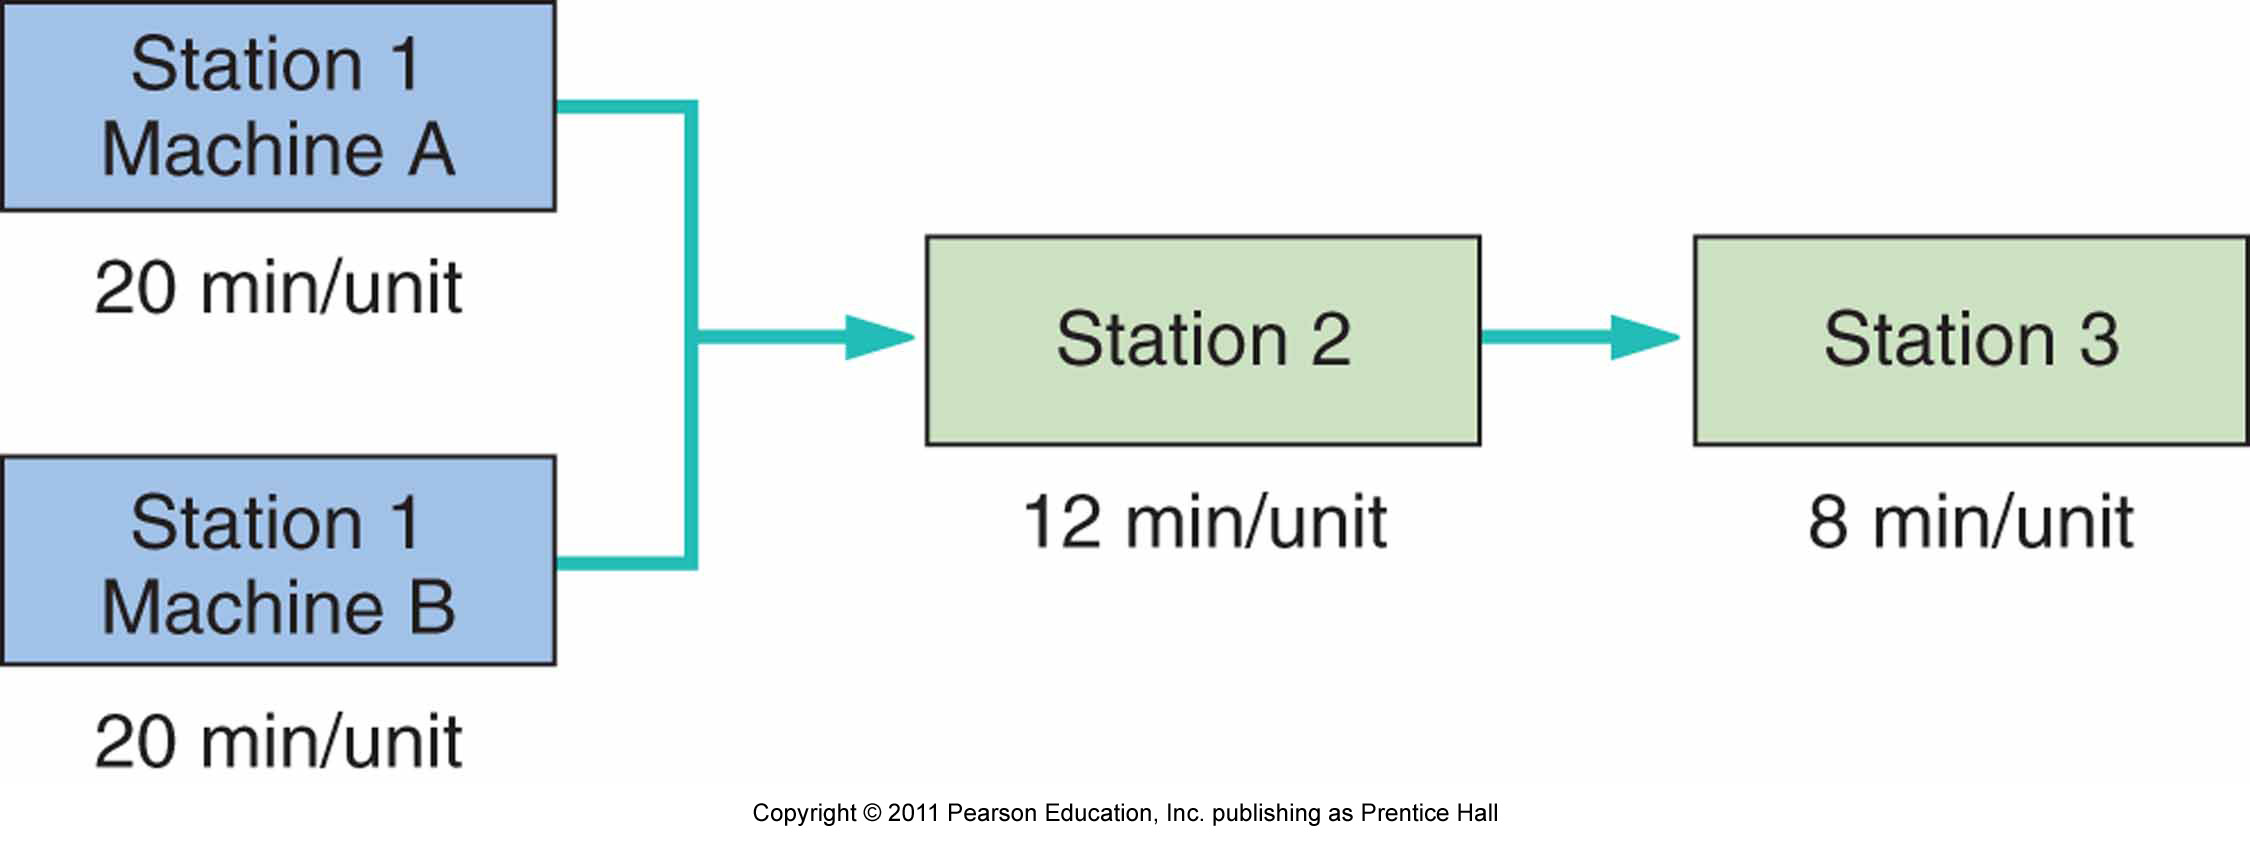 Station 1
Machine A
20 min/unit
Station 1
Machine B
20 min/unit
Station 2
12 min/unit
Station 3
8 min/unit
Copyright © 2011 Pearson Education, Inc. publishing as Prentice Hall